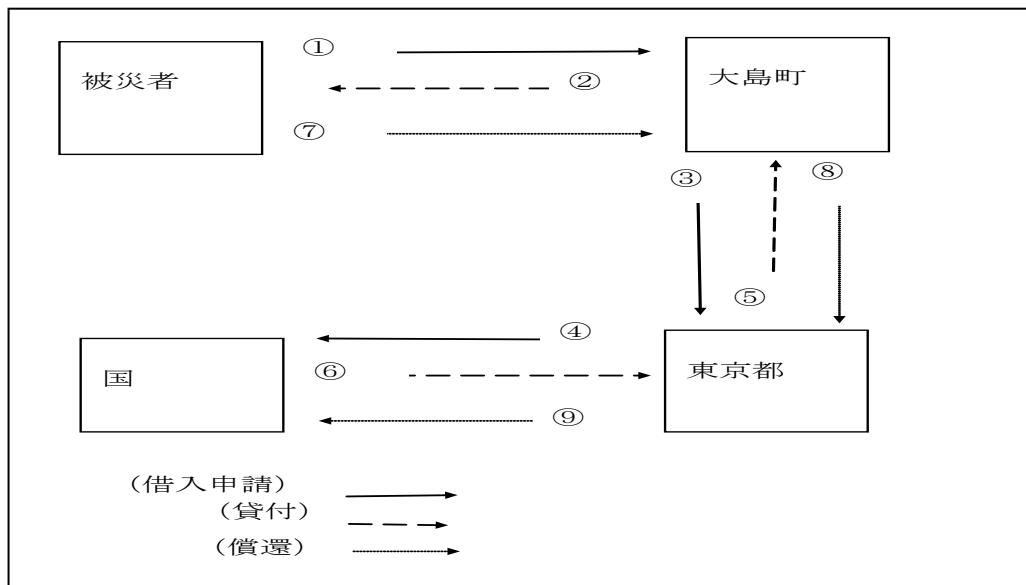 ①
被災者
大島町
②
⑦
③
⑧
⑤
④
国
⑥
東京都
⑨
(借入申請)
(貸付)
(償還)